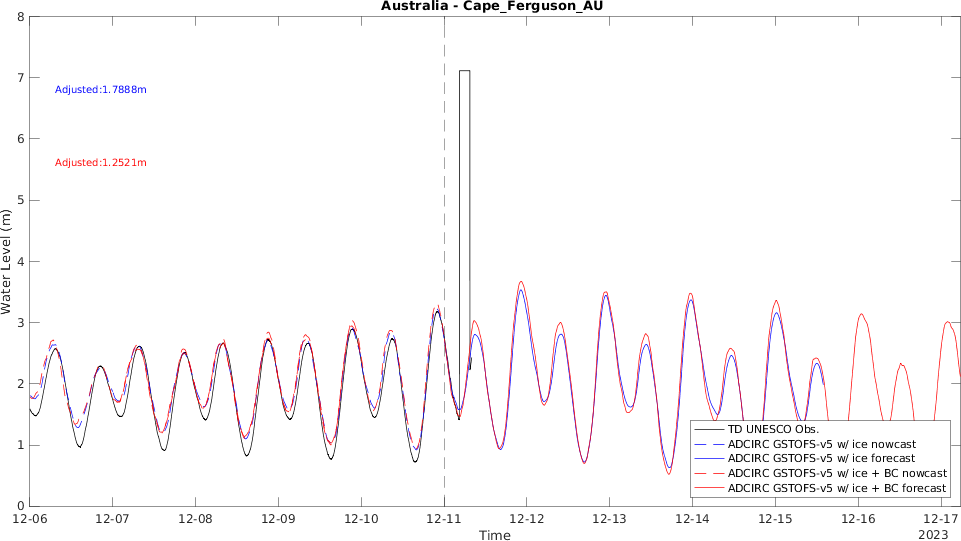 Australia - Cape_Ferguson_AU
8
7
6
5
4
3
2
1
0
Water Level (m)
Adjusted:1.7888m
Adjusted:1.2521m
TD UNESCO Obs.
ADCIRC GSTOFS-v5 w/ ice nowcast
ADCIRC GSTOFS-v5 w/ ice forecast
ADCIRC GSTOFS-v5 w/ ice + BC nowcast
ADCIRC GSTOFS-v5 w/ ice + BC forecast
12-06 12-07 12-08 12-09 12-10 12-11 12-12 12-13 12-14 12-15 12-16 12-17
Time
2023